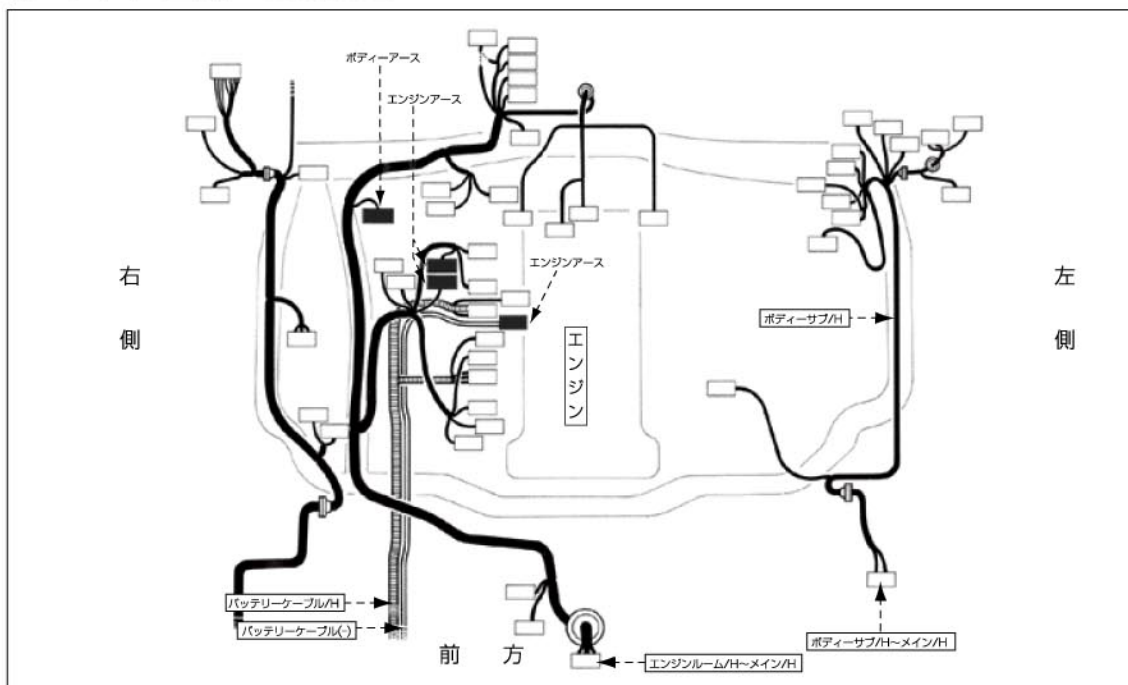 ボディーアース
エンジンアース
エンジンアース
右側
左側
エンジン
ボディーサブ/H
バッテリーケーブル/H
バッテリーケーブル(-)
前方
エンジンルーム/H~メイン/H
ボディーサブ/H~メイン/H